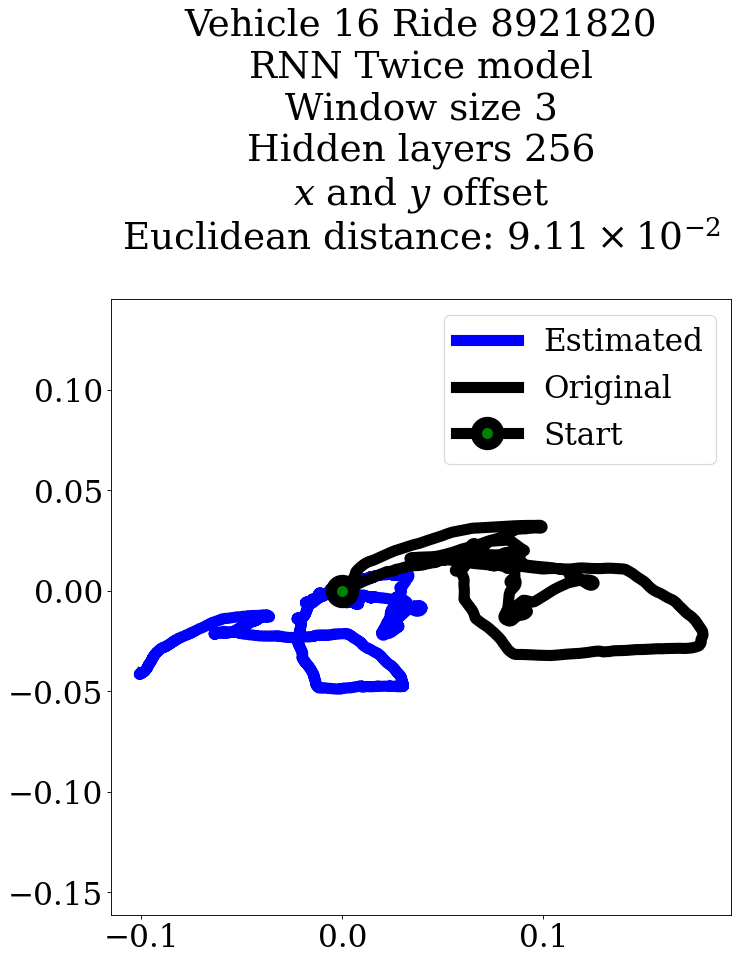 Vehicle 16 Ride 8921820
RNN Twice model
Window size 3
Hidden layers 256
x and y offset
Euclidean distance: 9.11 × 10⁻²
Estimated
Original
Start
0.10
0.05
0.00
−0.05
−0.10
−0.15
−0.1
0.0
0.1